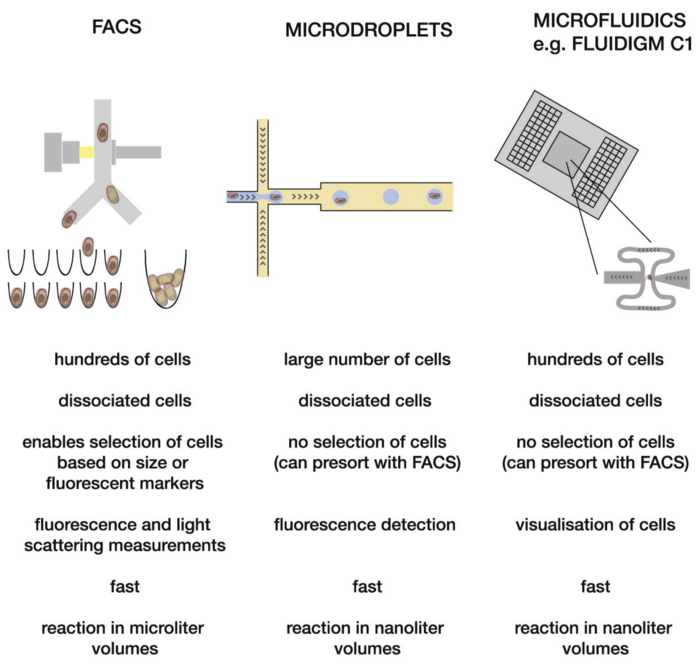 FACS
MICRODROPLETS
MICROFLUIDICS
e.g. FLUIDIGM C1
hundreds of cells
large number of cells
hundreds of cells
dissociated cells
dissociated cells
dissociated cells
enables selection of cells
based on size or
fluorescent markers
no selection of cells
(can presort with FACS)
no selection of cells
(can presort with FACS)
fluorescence and light
scattering measurements
fluorescence detection
visualisation of cells
fast
fast
fast
reaction in microliter
volumes
reaction in nanoliter
volumes
reaction in nanoliter
volumes